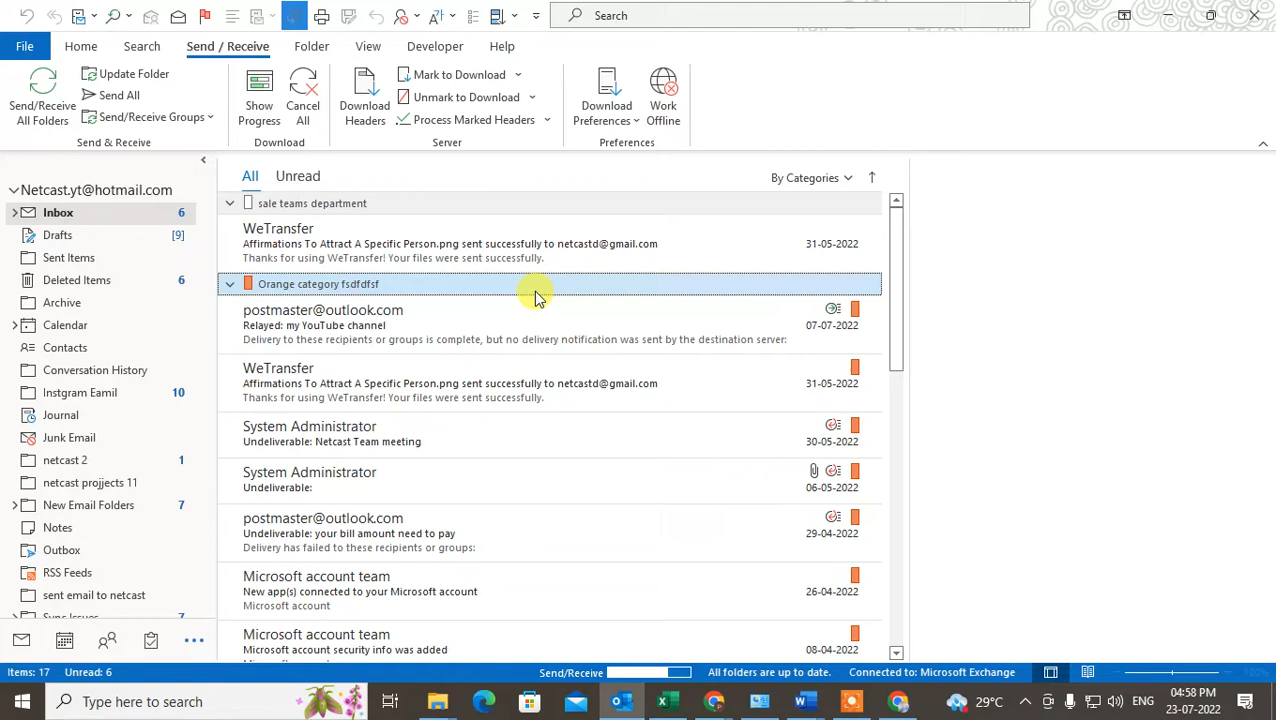 Search
File
Home
Search
Send / Receive
Folder
View
Developer
Help
Send/Receive
All Folders
Update Folder
Send All
Send/Receive Groups
Show
Progress
Cancel
All
Download
Headers
Mark to Download
Unmark to Download
Process Marked Headers
Download
Preferences
Work
Offline
Send & Receive
Download
Server
Preferences
Netcast.yt@hotmail.com
Inbox 6
Drafts [9]
Sent Items
Deleted Items 6
Archive
Calendar
Contacts
Conversation History
Instgram Eamil 10
Journal
Junk Email
netcast 2 1
netcast projjects 11
New Email Folders 7
Notes
Outbox
RSS Feeds
sent email to netcast
Sync Issues 7
All Unread By Categories
sale teams department
WeTransfer
Affirmations To Attract A Specific Person.png sent successfully to netcastd@gmail.com 31-05-2022
Thanks for using WeTransfer! Your files were sent successfully.
Orange category fsdfdfsf
postmaster@outlook.com
Relayed: my YouTube channel 07-07-2022
Delivery to these recipients or groups is complete, but no delivery notification was sent by the destination server:
WeTransfer
Affirmations To Attract A Specific Person.png sent successfully to netcastd@gmail.com 31-05-2022
Thanks for using WeTransfer! Your files were sent successfully.
System Administrator
Undeliverable: Netcast Team meeting 30-05-2022
System Administrator
Undeliverable: 06-05-2022
postmaster@outlook.com
Undeliverable: your bill amount need to pay 29-04-2022
Delivery has failed to these recipients or groups:
Microsoft account team
New app(s) connected to your Microsoft account 26-04-2022
Microsoft account
Microsoft account team
Microsoft account security info was added 08-04-2022
Items: 17 Unread: 6 Send/Receive All folders are up to date. Connected to: Microsoft Exchange
Type here to search
29°C
ENG
04:58 PM
23-07-2022